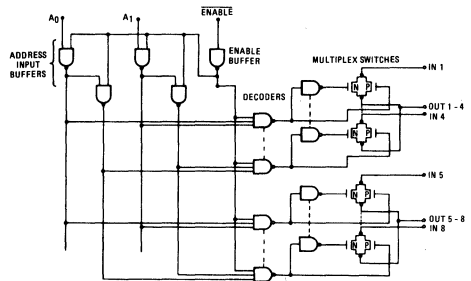 A0 A1 ENABLE
ADDRESS
INPUT
BUFFERS
ENABLE
BUFFER
DECODERS
MULTIPLEX SWITCHES
N P
IN 1
OUT 1 - 4
N P
IN 4
N P
IN 5
OUT 5 - 8
N P
IN 8